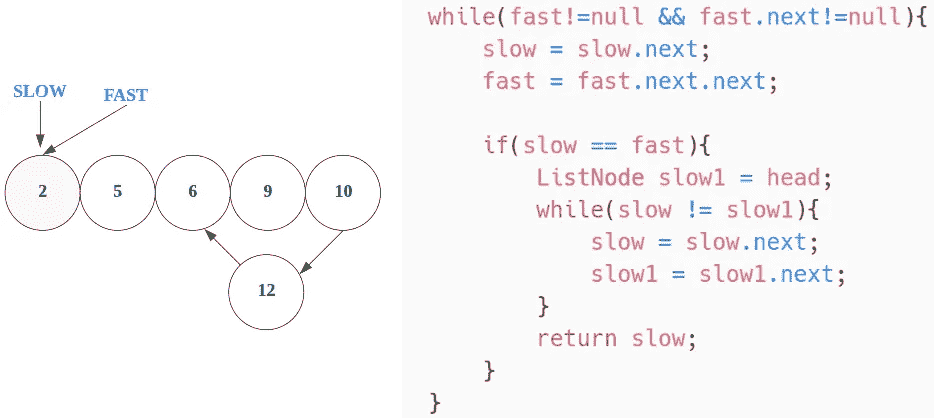 SLOW
FAST
2
5
6
9
10
12
while(fast!=null && fast.next!=null){
slow = slow.next;
fast = fast.next.next;
if(slow == fast){
ListNode slow1 = head;
while(slow != slow1){
slow = slow.next;
slow1 = slow1.next;
}
return slow;
}
}